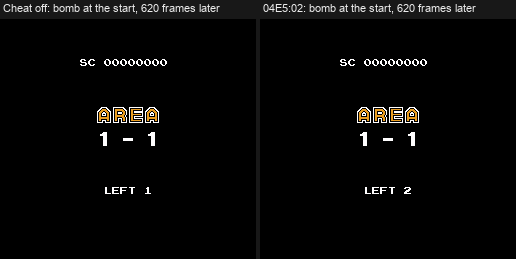 Cheat off: bomb at the start, 620 frames later
SC 00000000
AREA
1 - 1
LEFT 1
04E5:02: bomb at the start, 620 frames later
SC 00000000
AREA
1 - 1
LEFT 2